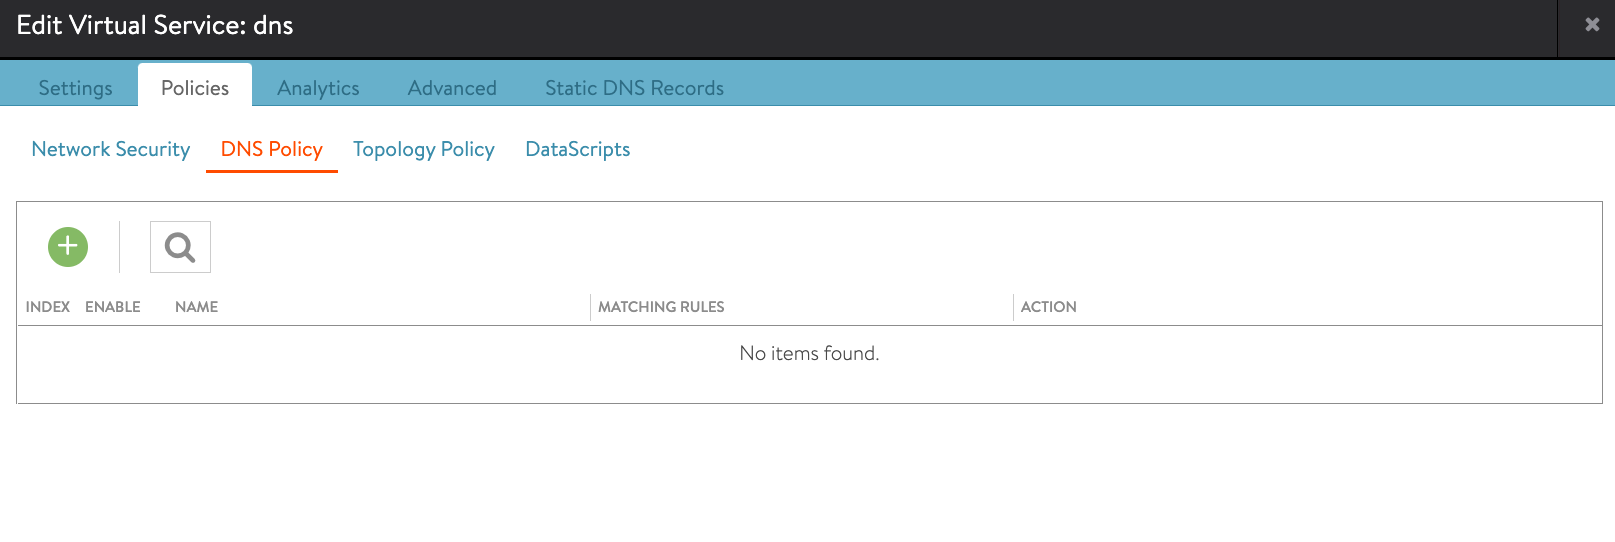 Edit Virtual Service: dns
Settings Policies Analytics Advanced Static DNS Records
Network Security DNS Policy Topology Policy DataScripts
INDEX ENABLE NAME MATCHING RULES ACTION
No items found.